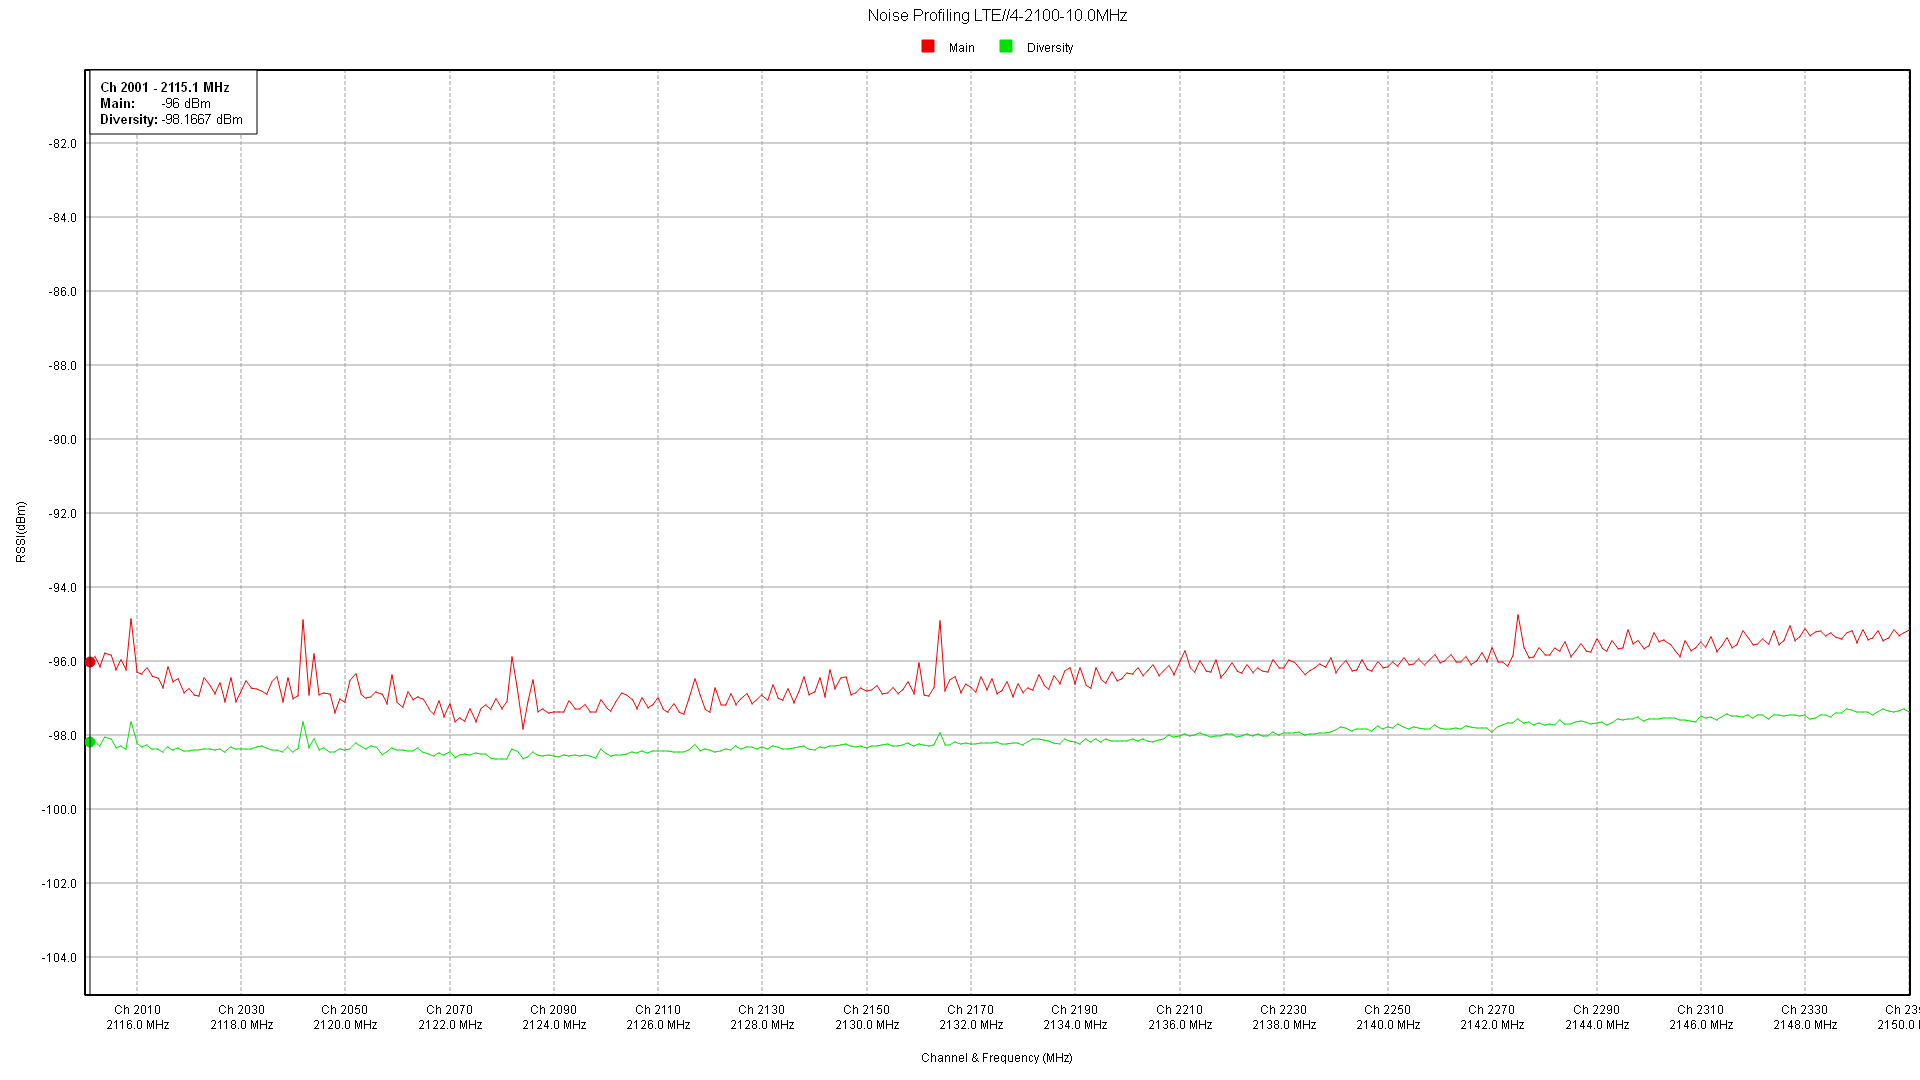 Noise Profiling LTE//4-2100-10.0MHz
Main Diversity
Ch 2001 - 2115.1 MHz
Main: -96 dBm
Diversity: -98.1667 dBm
-82.0
-84.0
-86.0
-88.0
-90.0
-92.0
RSSI(dBm)
-94.0
-96.0
-98.0
-100.0
-102.0
-104.0
Ch 2010 Ch 2030 Ch 2050 Ch 2070 Ch 2090 Ch 2110 Ch 2130 Ch 2150 Ch 2170 Ch 2190 Ch 2210 Ch 2230 Ch 2250 Ch 2270 Ch 2290 Ch 2310 Ch 2330 Ch
2116.0 MHz 2118.0 MHz 2120.0 MHz 2122.0 MHz 2124.0 MHz 2126.0 MHz 2128.0 MHz 2130.0 MHz 2132.0 MHz 2134.0 MHz 2136.0 MHz 2138.0 MHz 2140.0 MHz 2142.0 MHz 2144.0 MHz 2146.0 MHz 2148.0 MHz 2150.0
Channel & Frequency (MHz)